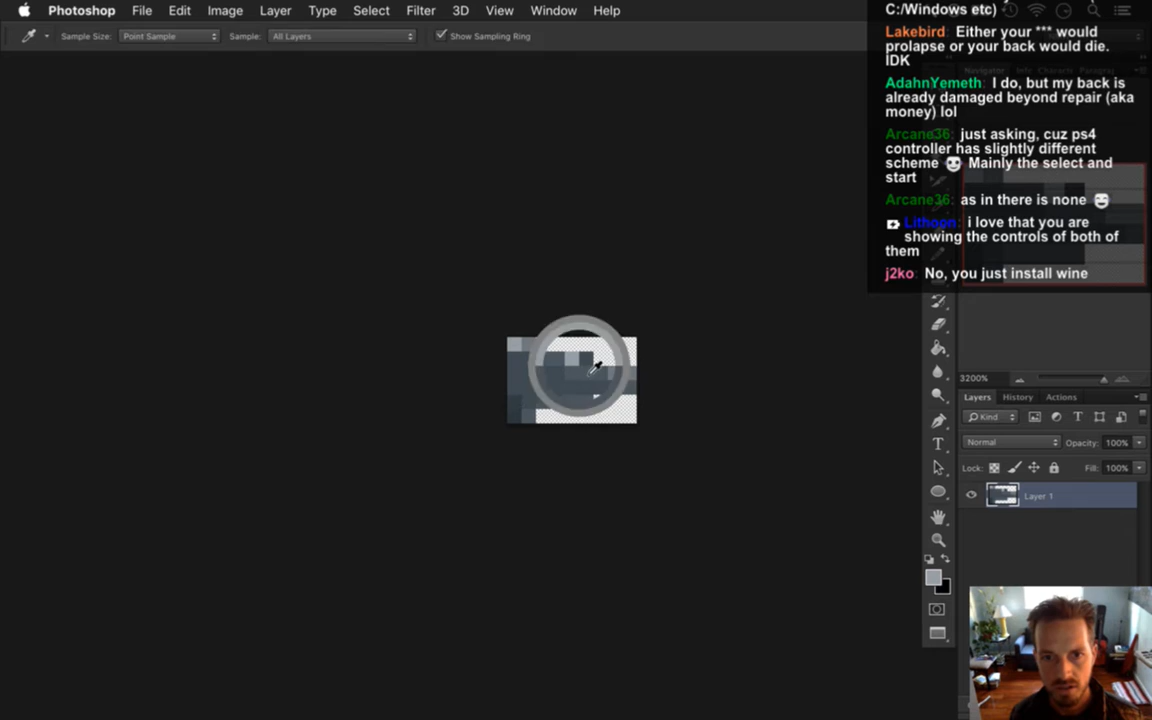 Photoshop File Edit Image Layer Type Select Filter 3D View Window Help
Sample Size: Point Sample Sample: All Layers Show Sampling Ring
C:/Windows etc)
Lakebird: Either your *** would
prolapse or your back would die.
IDK
AdahnYemeth: I do, but my back is
already damaged beyond repair (aka
money) lol
Arcane36: just asking, cuz ps4
controller has slightly different
scheme Mainly the select and
start
Arcane36: as in there is none
Lithoon: i love that you are
showing the controls of both of
them
j2ko: No, you just install wine
3200%
Layers History Actions
Kind
Normal Opacity: 100%
Lock: Fill: 100%
Layer 1